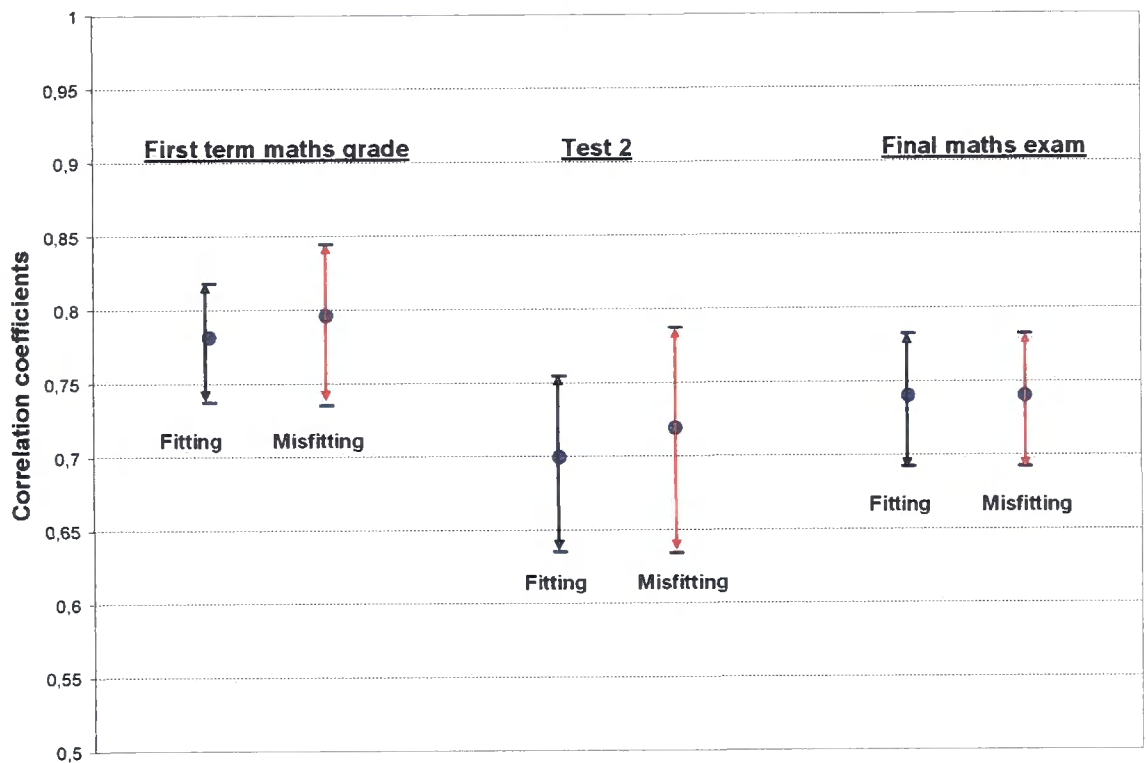 1
0,95
0,9
0,85
0,8
0,75
0,7
0,65
0,6
0,55
0,5
Correlation coefficients
First term maths grade
Test 2
Final maths exam
Fitting
Misfitting
Fitting
Misfitting
Fitting
Misfitting